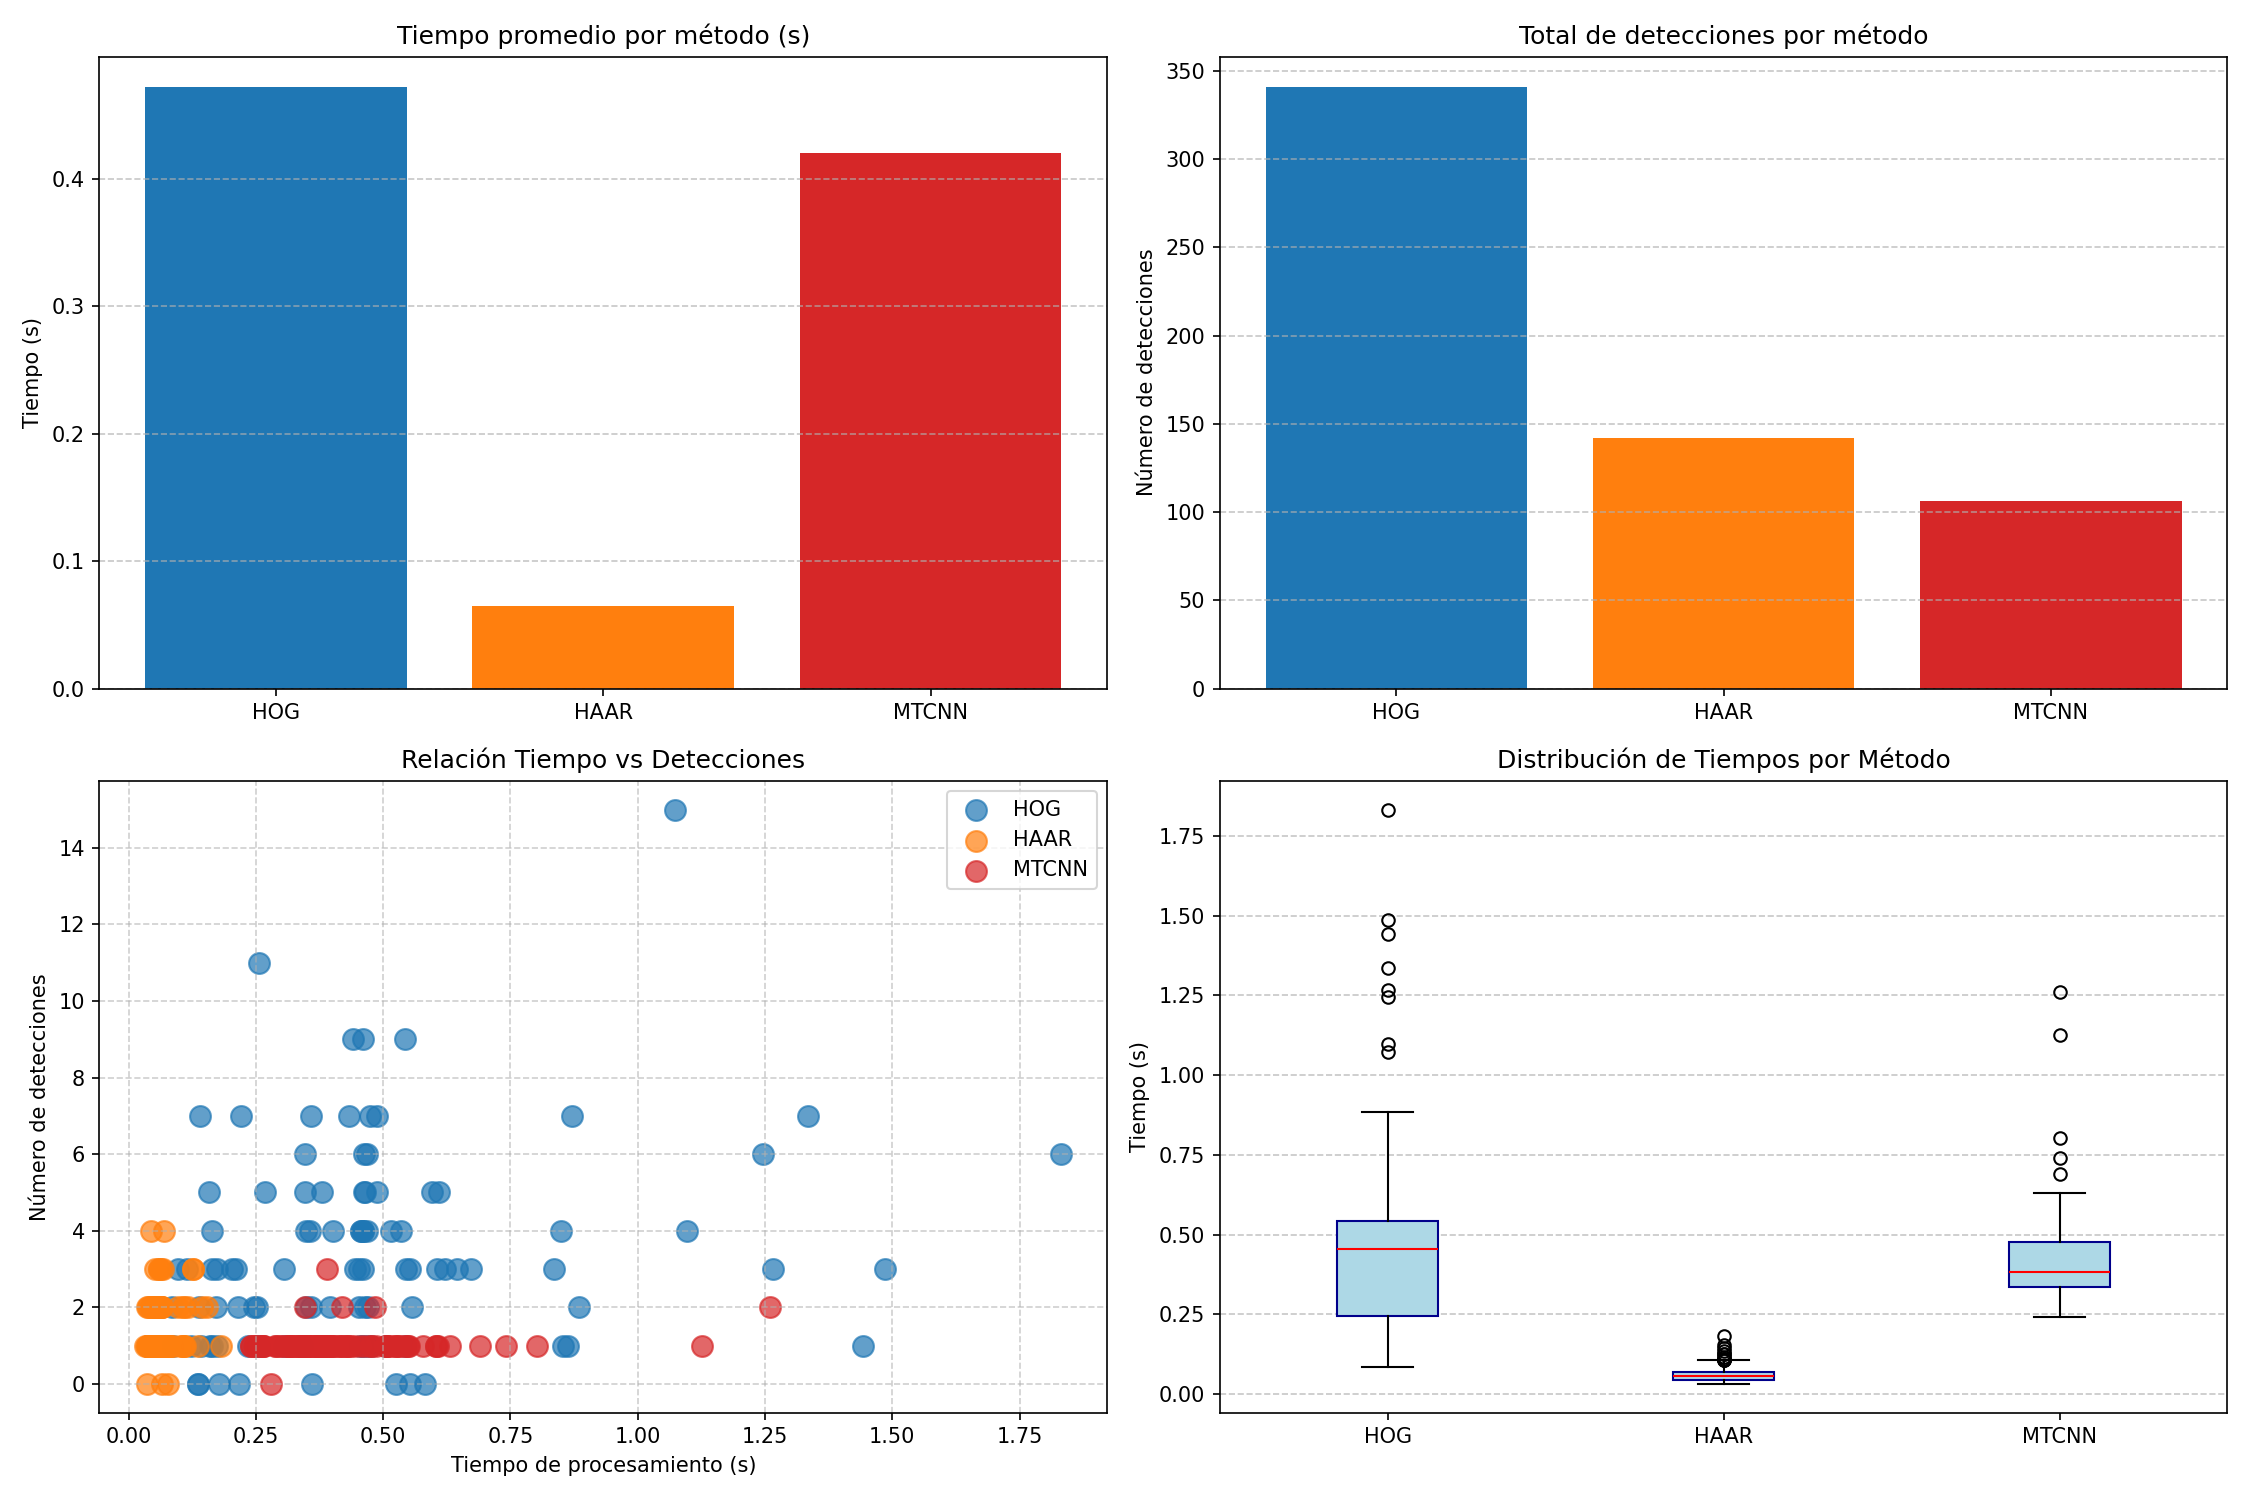 Tiempo promedio por método (s)
Tiempo (s)
0.4
0.3
0.2
0.1
0.0
HOG HAAR MTCNN
Total de detecciones por método
Número de detecciones
350
300
250
200
150
100
50
0
HOG HAAR MTCNN
Relación Tiempo vs Detecciones
Número de detecciones
14
12
10
8
6
4
2
0
HOG
HAAR
MTCNN
0.00 0.25 0.50 0.75 1.00 1.25 1.50 1.75
Tiempo de procesamiento (s)
Distribución de Tiempos por Método
Tiempo (s)
1.75
1.50
1.25
1.00
0.75
0.50
0.25
0.00
HOG HAAR MTCNN